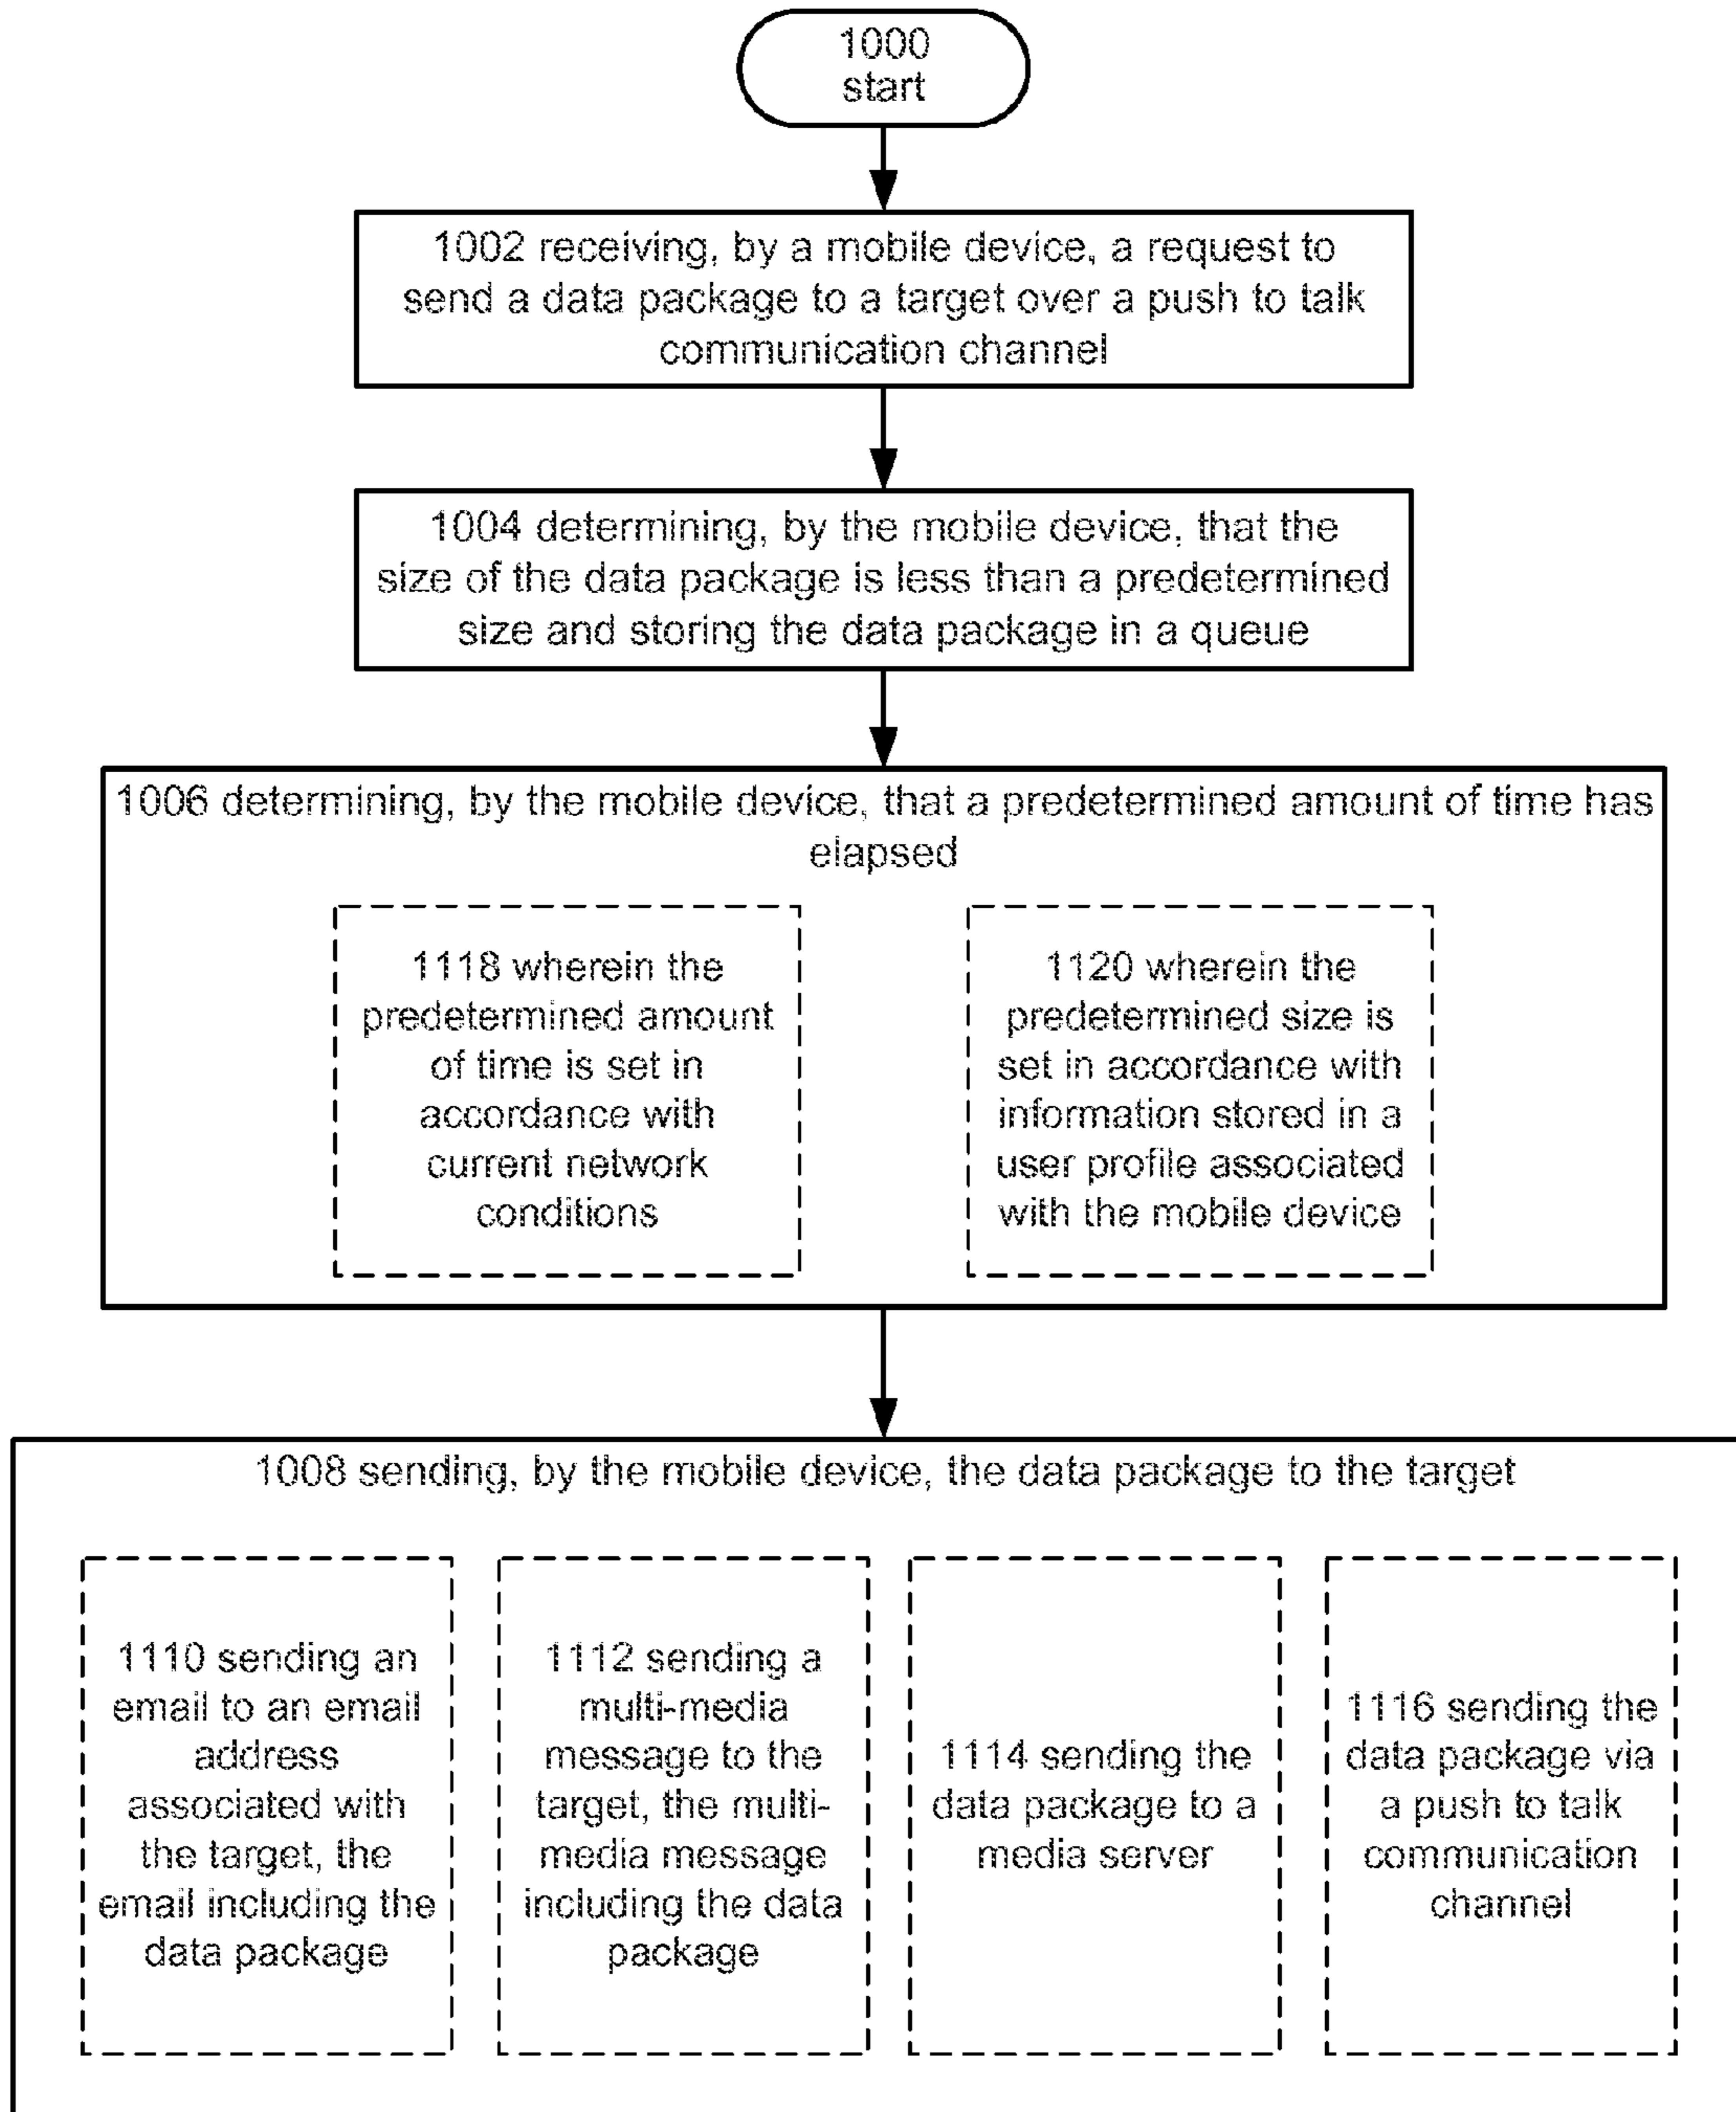 1000
start
1002 receiving, by a mobile device, a request to
send a data package to a target over a push to talk
communication channel
1004 determining, by the mobile device, that the
size of the data package is less than a predetermined
size and storing the data package in a queue
1006 determining, by the mobile device, that a predetermined amount of time has
elapsed
1118 wherein the
predetermined amount
of time is set in
accordance with
current network
conditions
1120 wherein the
predetermined size is
set in accordance with
information stored in a
user profile associated
with the mobile device
1008 sending, by the mobile device, the data package to the target
1110 sending an
email to an email
address
associated with
the target, the
email including the
data package
1112 sending a
multi-media
message to the
target, the multi-
media message
including the data
package
1114 sending the
data package to a
media server
1116 sending the
data package via
a push to talk
communication
channel